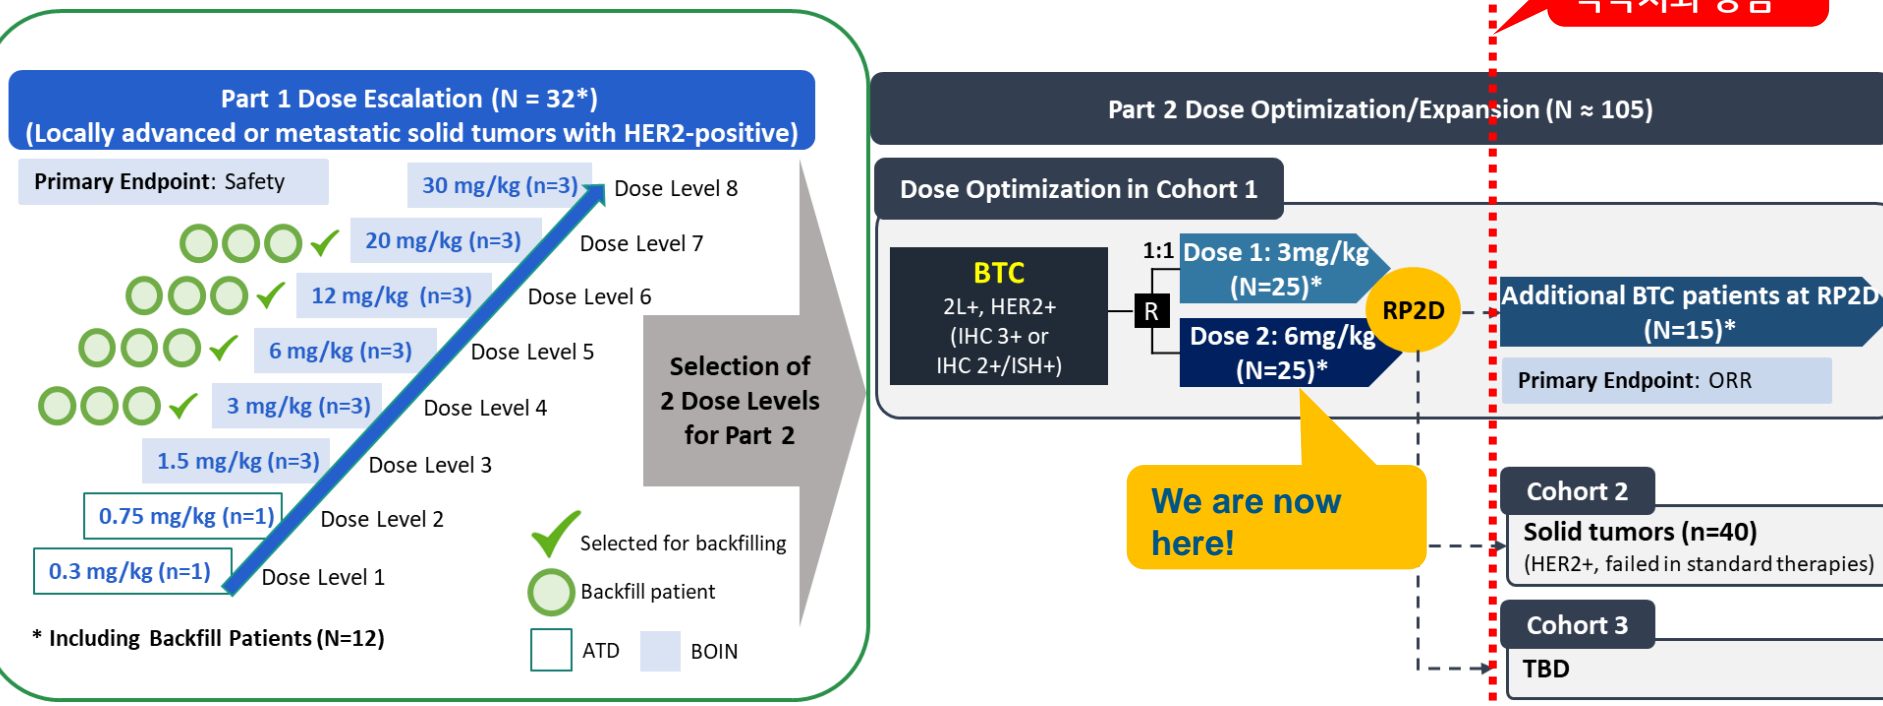 Part 1 Dose Escalation (N = 32*)
(Locally advanced or metastatic solid tumors with HER2-positive)
Primary Endpoint: Safety
30 mg/kg (n=3)
Dose Level 8
20 mg/kg (n=3)
Dose Level 7
12 mg/kg (n=3)
Dose Level 6
6 mg/kg (n=3)
Dose Level 5
3 mg/kg (n=3)
Dose Level 4
1.5 mg/kg (n=3)
Dose Level 3
0.75 mg/kg (n=1)
Dose Level 2
0.3 mg/kg (n=1)
Dose Level 1
Selected for backfilling
Backfill patient
ATD
BOIN
* Including Backfill Patients (N=12)
Selection of
2 Dose Levels
for Part 2
Part 2 Dose Optimization/Expansion (N ≈ 105)
Dose Optimization in Cohort 1
BTC
2L+, HER2+
(IHC 3+ or
IHC 2+/ISH+)
1:1
R
Dose 1: 3mg/kg
(N=25)*
Dose 2: 6mg/kg
(N=25)*
RP2D
Additional BTC patients at RP2D
(N=15)*
Primary Endpoint: ORR
We are now
here!
Cohort 2
Solid tumors (n=40)
(HER2+, failed in standard therapies)
Cohort 3
TBD